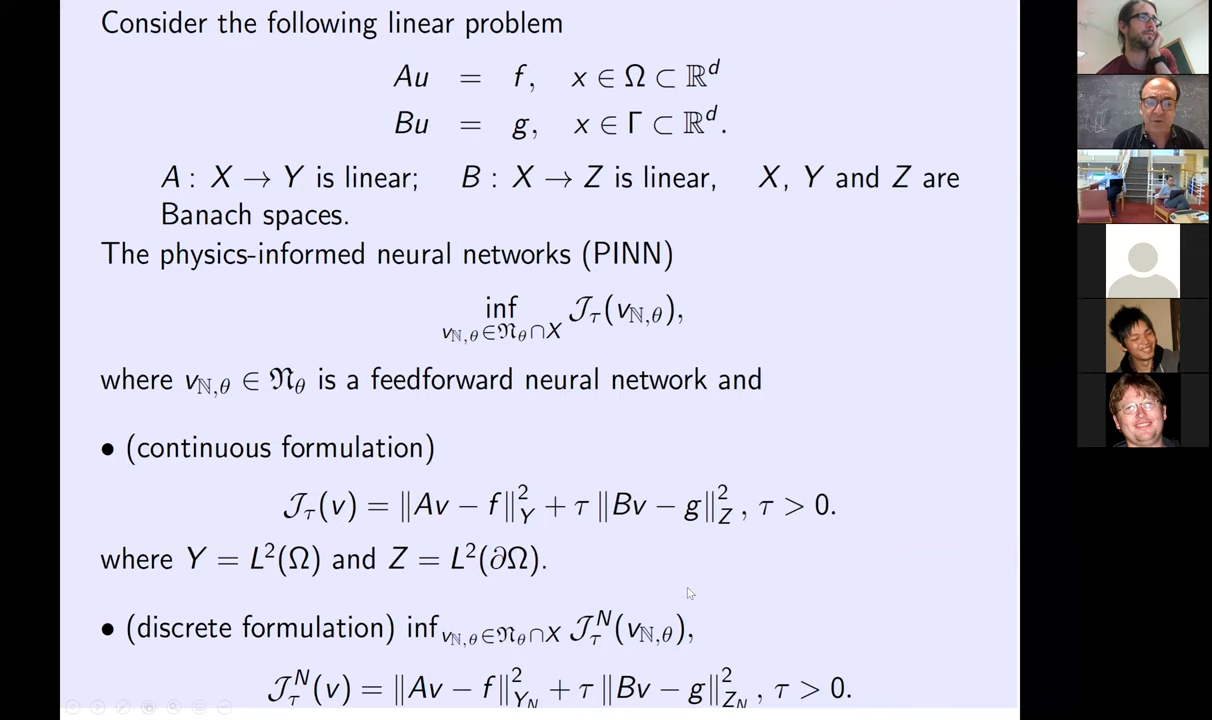 Consider the following linear problem
Au = f, x ∈ Ω ⊂ ℝ^d
Bu = g, x ∈ Γ ⊂ ℝ^d.
A : X → Y is linear; B : X → Z is linear, X, Y and Z are
Banach spaces.
The physics-informed neural networks (PINN)
inf_{v_{ℕ,θ}∈𝔑_θ∩X} 𝒥_τ(v_{ℕ,θ}),
where v_{ℕ,θ} ∈ 𝔑_θ is a feedforward neural network and
• (continuous formulation)
𝒥_τ(v) = ‖Av − f‖²_Y + τ ‖Bv − g‖²_Z , τ > 0.
where Y = L²(Ω) and Z = L²(∂Ω).
• (discrete formulation) inf_{v_{ℕ,θ}∈𝔑_θ∩X} 𝒥_τ^N(v_{ℕ,θ}),
𝒥_τ^N(v) = ‖Av − f‖²_{Y_N} + τ ‖Bv − g‖²_{Z_N} , τ > 0.